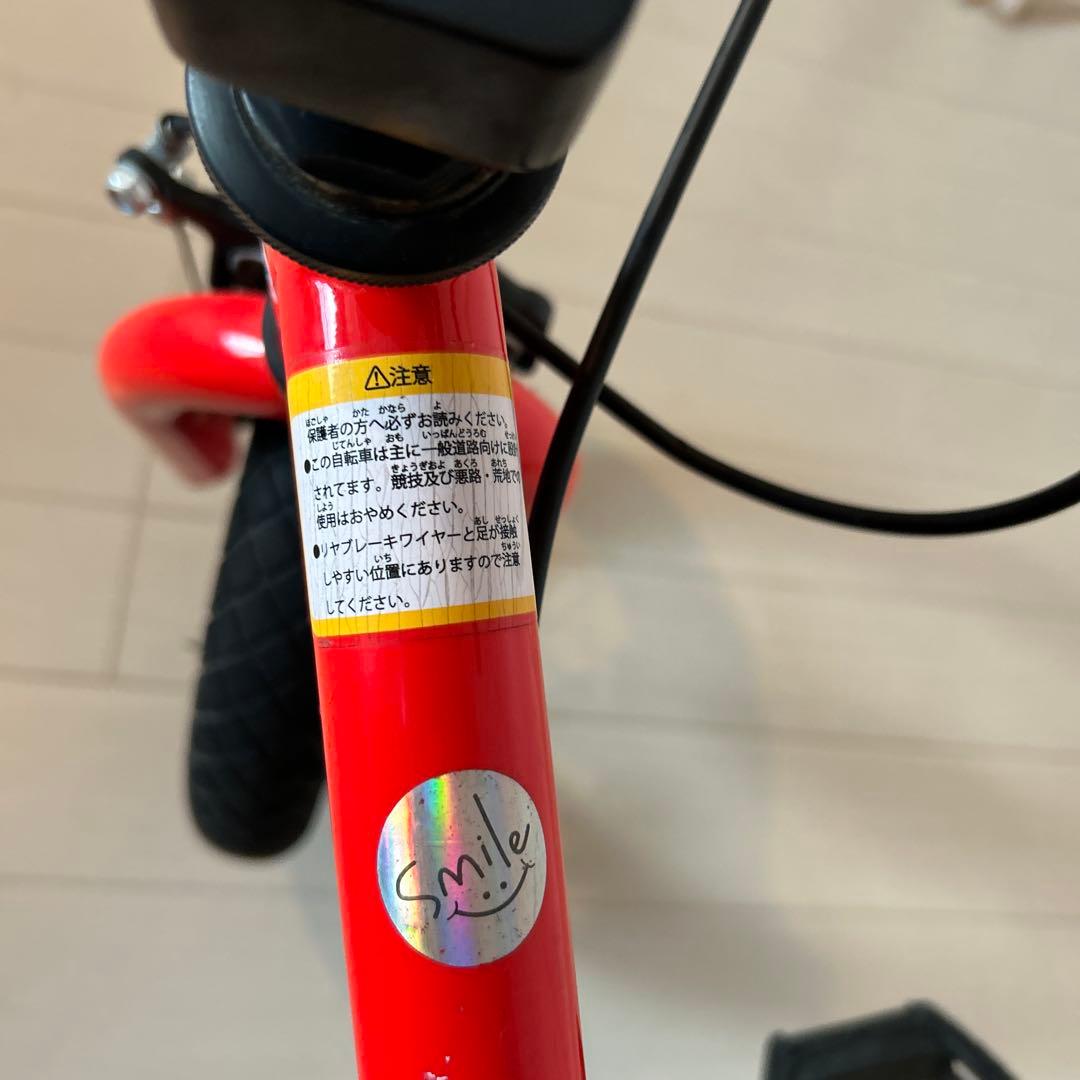 ⚠注意
保護者の方へ必ずお読みください。
●この自転車は主に一般道路向けに設計
されてます。競技及び悪路・荒地での
使用はおやめください。
●リヤブレーキワイヤーと足が接触
しやすい位置にありますので注意
してください。
smile